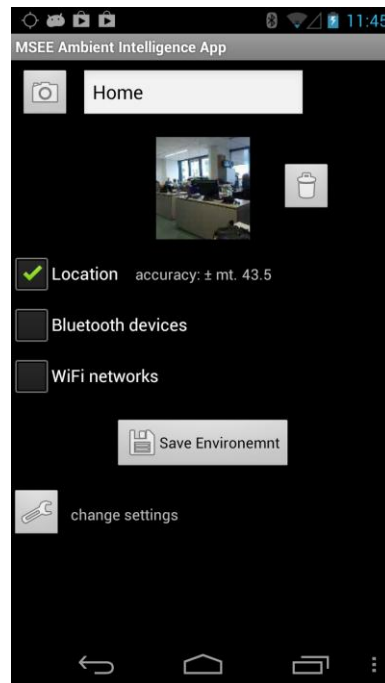 11:45
MSEE Ambient Intelligence App
Home
Location accuracy: ± mt. 43.5
Bluetooth devices
WiFi networks
Save Environemnt
change settings